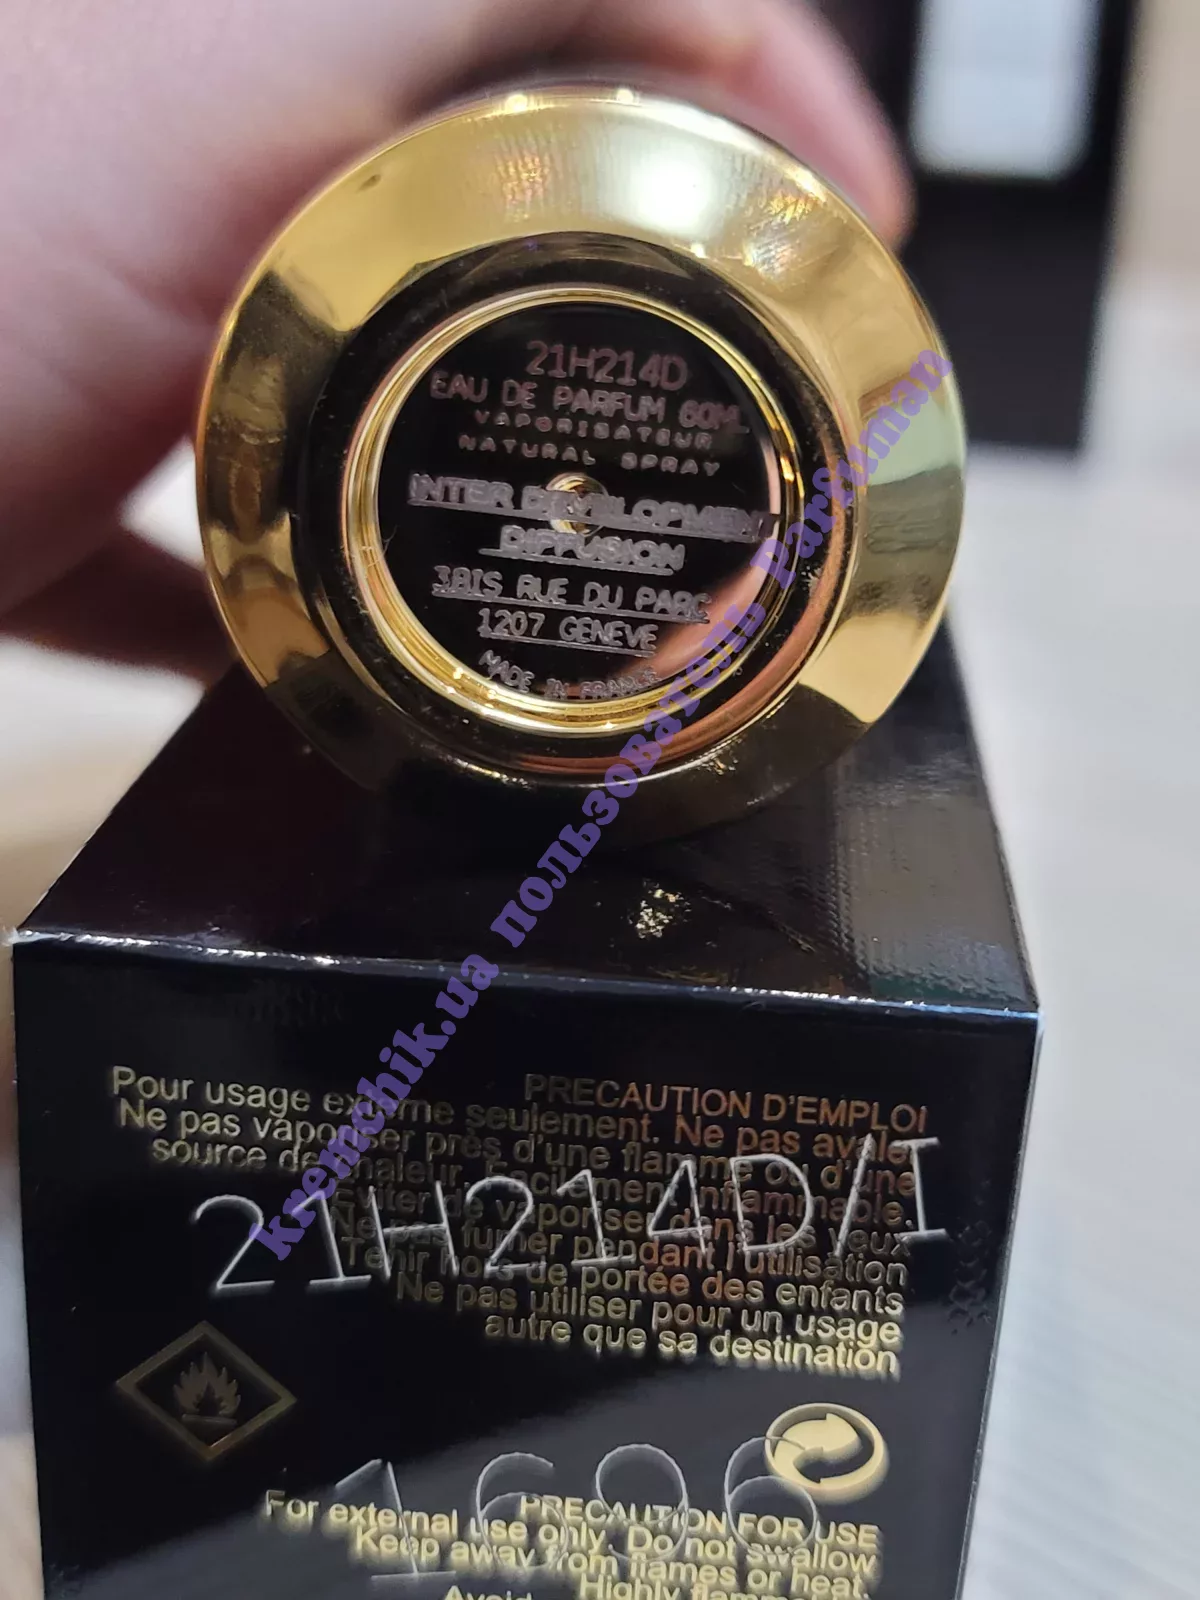 21H214D
EAU DE PARFUM 60ML
VAPORISATEUR
NATURAL SPRAY
INTER DEVELOPMENT
DIFFUSION
3BIS RUE DU PARC
1207 GENEVE
MADE IN FRANCE
kremchik.ua пользователь Parfuman
PRECAUTION D'EMPLOI
Pour usage externe seulement. Ne pas avaler
Ne pas vaporiser près d'une flamme ou d'une
source de chaleur. Facilement inflammable.
Eviter de vaporiser dans les yeux
Ne pas fumer pendant l'utilisation
Tenir hors de portée des enfants
Ne pas utiliser pour un usage
autre que sa destination
21H214D/I
1696
PRECAUTION FOR USE
For external use only. Do not swallow
Keep away from flames or heat.
Highly
Avoid